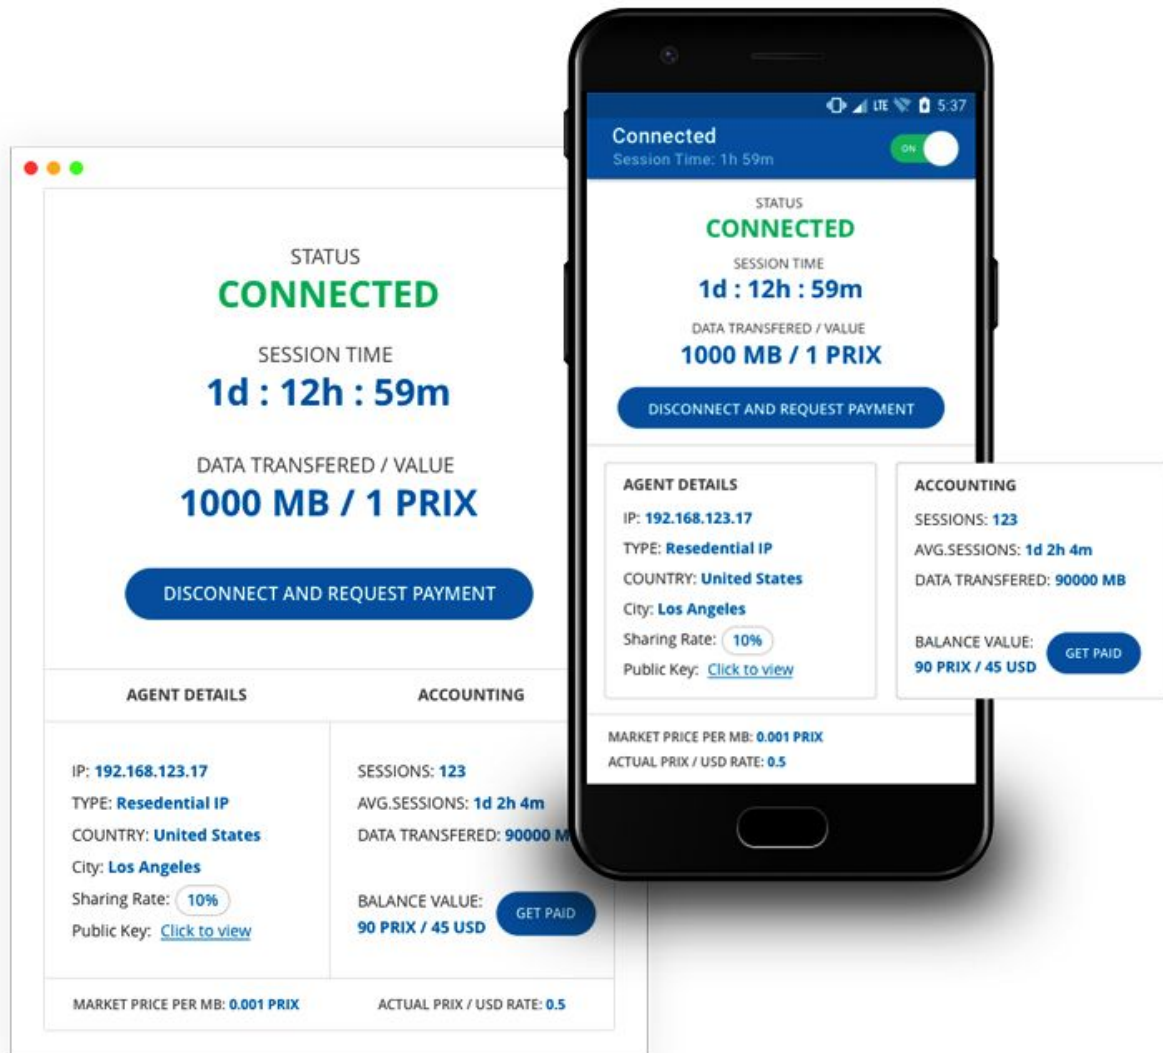 STATUS
CONNECTED
SESSION TIME
1d : 12h : 59m
DATA TRANSFERED / VALUE
1000 MB / 1 PRIX
DISCONNECT AND REQUEST PAYMENT
AGENT DETAILS
ACCOUNTING
IP: 192.168.123.17
TYPE: Resedential IP
COUNTRY: United States
City: Los Angeles
Sharing Rate: 10%
Public Key: Click to view
SESSIONS: 123
AVG.SESSIONS: 1d 2h 4m
DATA TRANSFERED: 90000 M
BALANCE VALUE:
90 PRIX / 45 USD
GET PAID
MARKET PRICE PER MB: 0.001 PRIX
ACTUAL PRIX / USD RATE: 0.5
LTE 5:37
Connected
Session Time: 1h 59m
ON
STATUS
CONNECTED
SESSION TIME
1d : 12h : 59m
DATA TRANSFERED / VALUE
1000 MB / 1 PRIX
DISCONNECT AND REQUEST PAYMENT
AGENT DETAILS
IP: 192.168.123.17
TYPE: Resedential IP
COUNTRY: United States
City: Los Angeles
Sharing Rate: 10%
Public Key: Click to view
ACCOUNTING
SESSIONS: 123
AVG.SESSIONS: 1d 2h 4m
DATA TRANSFERED: 90000 MB
BALANCE VALUE:
90 PRIX / 45 USD
GET PAID
MARKET PRICE PER MB: 0.001 PRIX
ACTUAL PRIX / USD RATE: 0.5